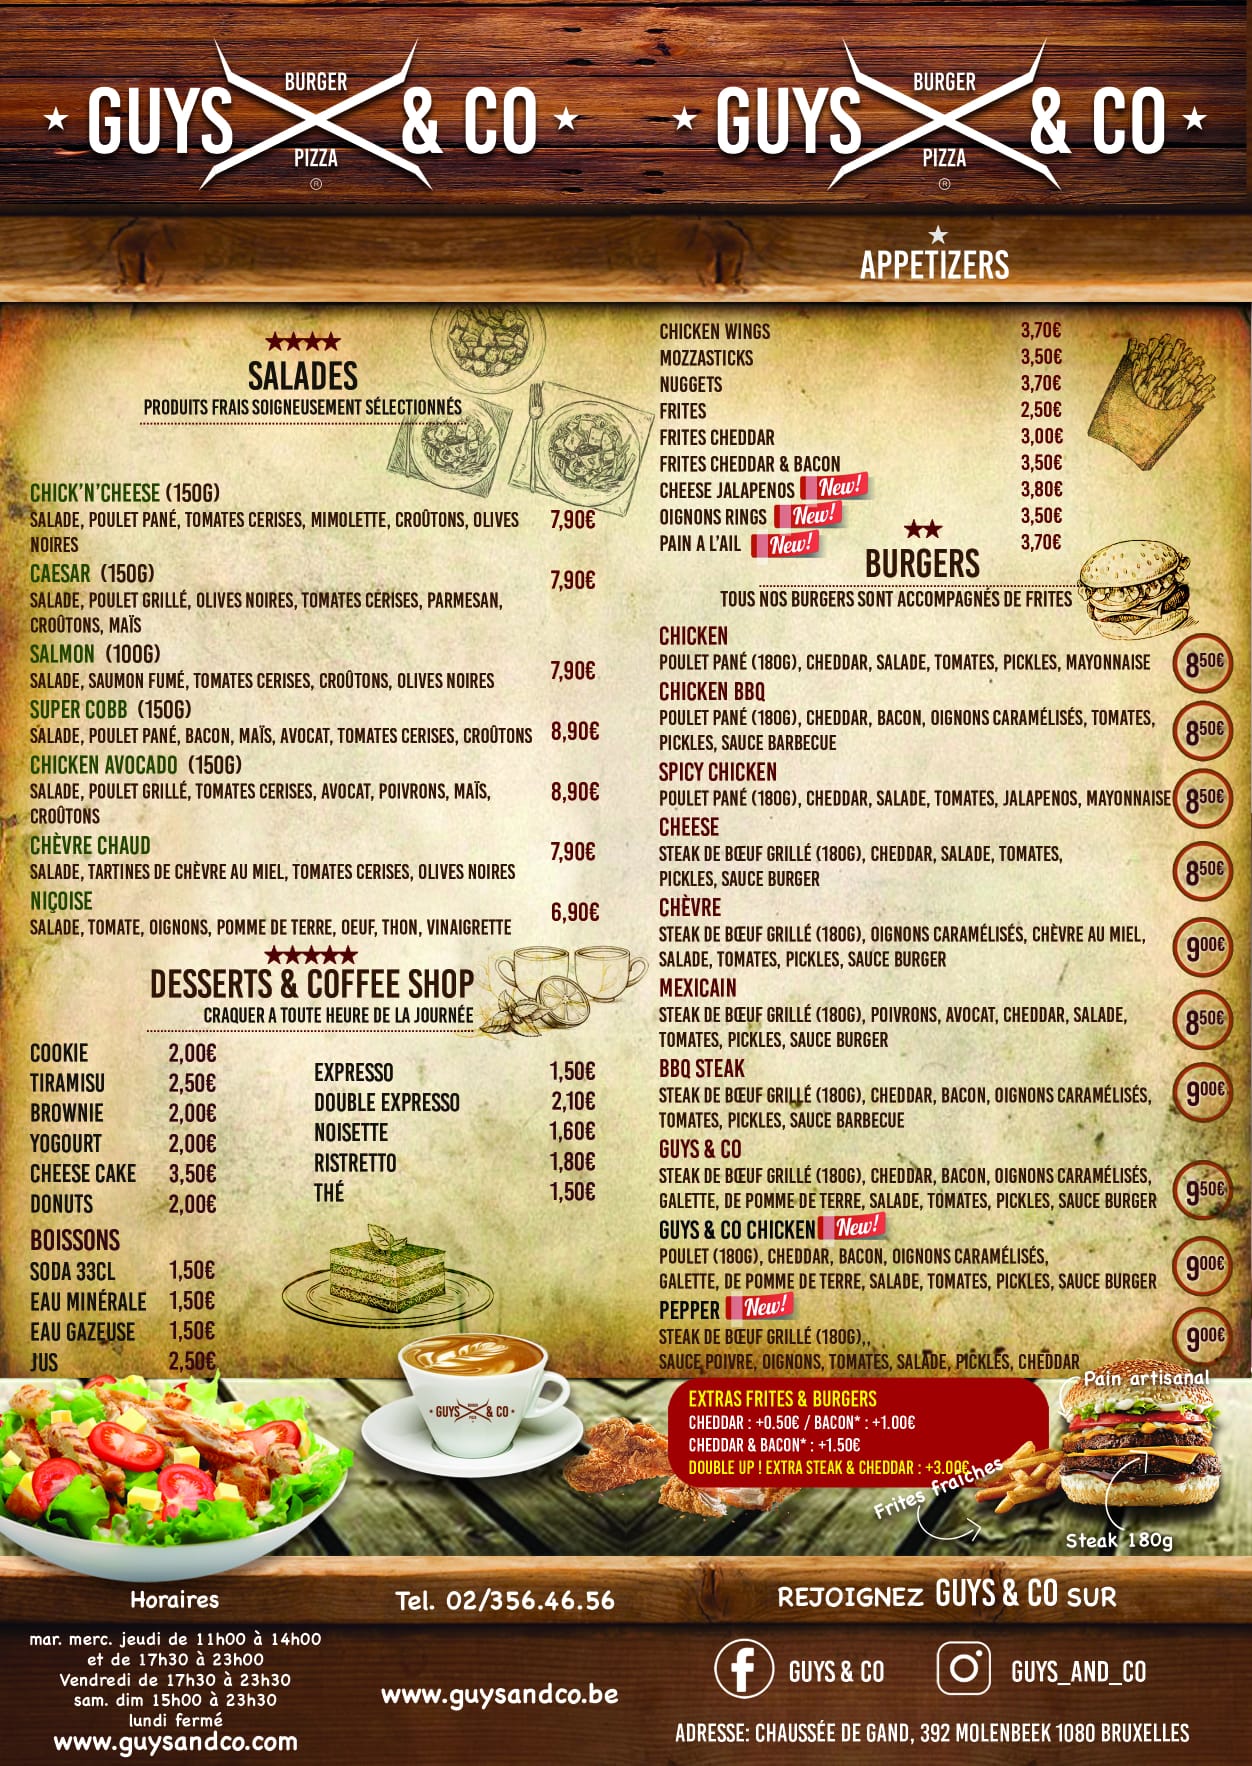 BURGER
GUYS & CO
PIZZA
®
BURGER
GUYS & CO
PIZZA
®
APPETIZERS
SALADES
PRODUITS FRAIS SOIGNEUSEMENT SÉLECTIONNÉS
CHICK'N'CHEESE (150G)
SALADE, POULET PANÉ, TOMATES CERISES, MIMOLETTE, CROÛTONS, OLIVES 7,90€
NOIRES
CAESAR (150G) 7,90€
SALADE, POULET GRILLÉ, OLIVES NOIRES, TOMATES CERISES, PARMESAN,
CROÛTONS, MAÏS
SALMON (100G)
SALADE, SAUMON FUMÉ, TOMATES CERISES, CROÛTONS, OLIVES NOIRES 7,90€
SUPER COBB (150G)
SALADE, POULET PANÉ, BACON, MAÏS, AVOCAT, TOMATES CERISES, CROÛTONS 8,90€
CHICKEN AVOCADO (150G)
SALADE, POULET GRILLÉ, TOMATES CERISES, AVOCAT, POIVRONS, MAÏS, 8,90€
CROÛTONS
CHÈVRE CHAUD 7,90€
SALADE, TARTINES DE CHÈVRE AU MIEL, TOMATES CERISES, OLIVES NOIRES
NIÇOISE 6,90€
SALADE, TOMATE, OIGNONS, POMME DE TERRE, OEUF, THON, VINAIGRETTE
DESSERTS & COFFEE SHOP
CRAQUER A TOUTE HEURE DE LA JOURNÉE
COOKIE 2,00€
TIRAMISU 2,50€
BROWNIE 2,00€
YOGOURT 2,00€
CHEESE CAKE 3,50€
DONUTS 2,00€
EXPRESSO 1,50€
DOUBLE EXPRESSO 2,10€
NOISETTE 1,60€
RISTRETTO 1,80€
THÉ 1,50€
BOISSONS
SODA 33CL 1,50€
EAU MINÉRALE 1,50€
EAU GAZEUSE 1,50€
JUS 2,50€
CHICKEN WINGS 3,70€
MOZZASTICKS 3,50€
NUGGETS 3,70€
FRITES 2,50€
FRITES CHEDDAR 3,00€
FRITES CHEDDAR & BACON 3,50€
CHEESE JALAPENOS New! 3,80€
OIGNONS RINGS New! 3,50€
PAIN A L'AIL New! 3,70€
BURGERS
TOUS NOS BURGERS SONT ACCOMPAGNÉS DE FRITES
CHICKEN
POULET PANÉ (180G), CHEDDAR, SALADE, TOMATES, PICKLES, MAYONNAISE 850€
CHICKEN BBQ
POULET PANÉ (180G), CHEDDAR, BACON, OIGNONS CARAMÉLISÉS, TOMATES, 850€
PICKLES, SAUCE BARBECUE
SPICY CHICKEN
POULET PANÉ (180G), CHEDDAR, SALADE, TOMATES, JALAPENOS, MAYONNAISE 850€
CHEESE
STEAK DE BŒUF GRILLÉ (180G), CHEDDAR, SALADE, TOMATES, 850€
PICKLES, SAUCE BURGER
CHÈVRE
STEAK DE BŒUF GRILLÉ (180G), OIGNONS CARAMÉLISÉS, CHÈVRE AU MIEL, 900€
SALADE, TOMATES, PICKLES, SAUCE BURGER
MEXICAIN
STEAK DE BŒUF GRILLÉ (180G), POIVRONS, AVOCAT, CHEDDAR, SALADE, 850€
TOMATES, PICKLES, SAUCE BURGER
BBQ STEAK
STEAK DE BŒUF GRILLÉ (180G), CHEDDAR, BACON, OIGNONS CARAMÉLISÉS, 900€
TOMATES, PICKLES, SAUCE BARBECUE
GUYS & CO
STEAK DE BŒUF GRILLÉ (180G), CHEDDAR, BACON, OIGNONS CARAMÉLISÉS, 950€
GALETTE, DE POMME DE TERRE, SALADE, TOMATES, PICKLES, SAUCE BURGER
GUYS & CO CHICKEN New!
POULET (180G), CHEDDAR, BACON, OIGNONS CARAMÉLISÉS, 900€
GALETTE, DE POMME DE TERRE, SALADE, TOMATES, PICKLES, SAUCE BURGER
PEPPER New!
STEAK DE BŒUF GRILLÉ (180G),, 900€
SAUCE POIVRE, OIGNONS, TOMATES, SALADE, PICKLES, CHEDDAR
GUYS BURGER PIZZA & CO
EXTRAS FRITES & BURGERS
CHEDDAR : +0.50€ / BACON* : +1.00€
CHEDDAR & BACON* : +1.50€
DOUBLE UP ! EXTRA STEAK & CHEDDAR : +3.00€
Pain artisanal
Frites fraiches
Steak 180g
Horaires
mar. merc. jeudi de 11h00 à 14h00
et de 17h30 à 23h00
Vendredi de 17h30 à 23h30
sam. dim 15h00 à 23h30
lundi fermé
www.guysandco.com
Tel. 02/356.46.56
www.guysandco.be
REJOIGNEZ GUYS & CO SUR
GUYS & CO
GUYS_AND_CO
ADRESSE: CHAUSSÉE DE GAND, 392 MOLENBEEK 1080 BRUXELLES